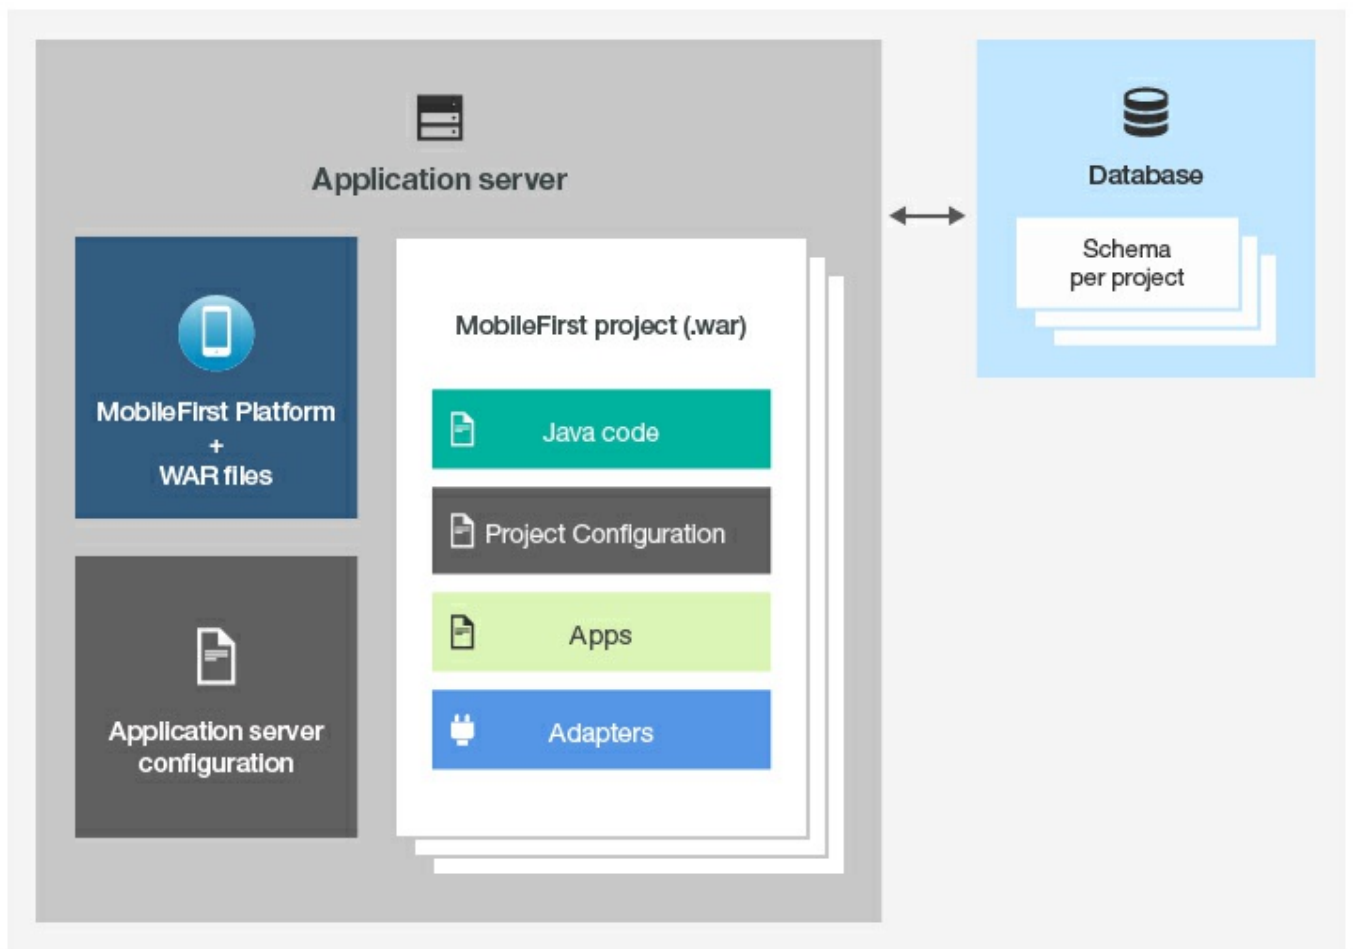 Application server
MobileFirst Platform
+
WAR files
Application server
configuration
MobileFirst project (.war)
Java code
Project Configuration
Apps
Adapters
Database
Schema
per project